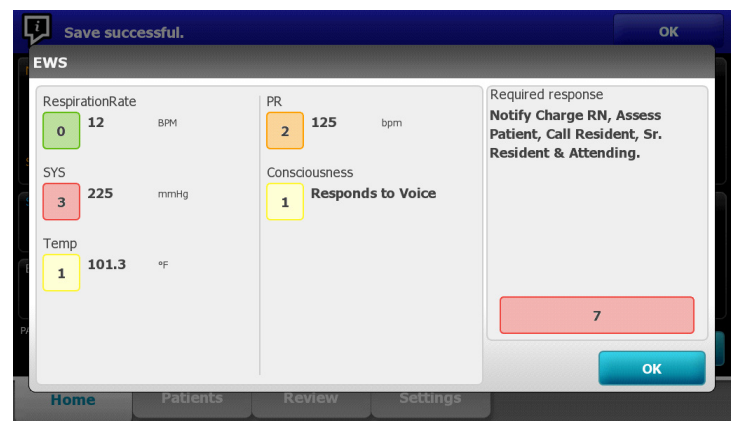 i Save successful. OK
EWS
RespirationRate
0 12 BPM
SYS
3 225 mmHg
Temp
1 101.3 °F
PR
2 125 bpm
Consciousness
1 Responds to Voice
Required response
Notify Charge RN, Assess
Patient, Call Resident, Sr.
Resident & Attending.
7
OK
Home Patients Review Settings